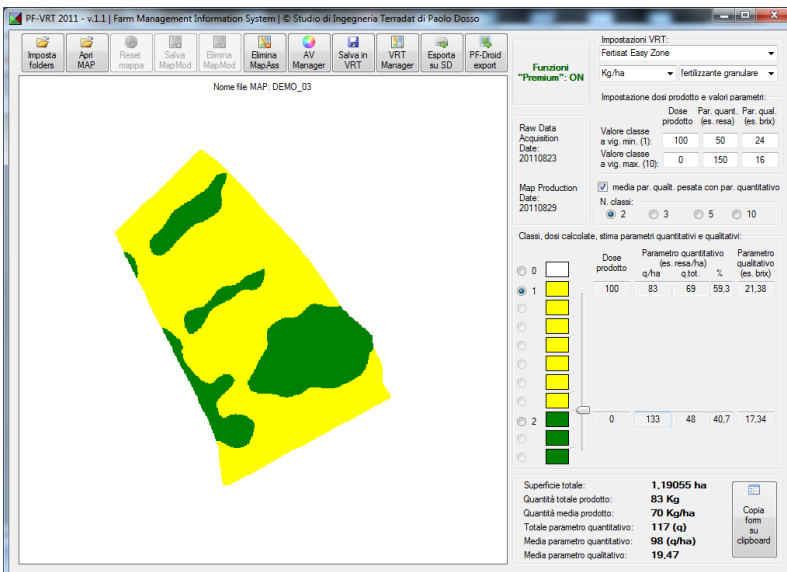 PF-VRT 2011 - v.1.1 | Farm Management Information System | © Studio di Ingegneria Terradat di Paolo Dosso
Imposta folders
Apri MAP
Reset mappa
Salva MapMod
Elimina MapMod
Elimina MapAss
AV Manager
Salva in VRT
VRT Manager
Esporta su SD
PF-Droid export
Nome file MAP: DEMO_03
Funzioni
"Premium": ON
Raw Data
Acquisition
Date:
20110823
Map Production
Date:
20110829
Impostazioni VRT:
Fertisat Easy Zone
Kg/ha fertilizzante granulare
Impostazione dosi prodotto e valori parametri:
Dose Par. quant. Par. qual.
prodotto (es. resa) (es. brix)
Valore classe
a vig. min. (1): 100 50 24
Valore classe
a vig. max. (10): 0 150 16
media par. qualit. pesata con par. quantitativo
N. classi:
2 3 5 10
Classi, dosi calcolate, stima parametri quantitativi e qualitativi:
Dose Parametro quantitativo Parametro
prodotto (es. resa/ha) qualitativo
q/ha q.tot. % (es. brix)
0
1 100 83 69 59,3 21,38
2 0 133 48 40,7 17,34
Superficie totale: 1,19055 ha
Quantità totale prodotto: 83 Kg
Quantità media prodotto: 70 Kg/ha
Totale parametro quantitativo: 117 (q)
Media parametro quantitativo: 98 (q/ha)
Media parametro qualitativo: 19,47
Copia
form
su
clipboard